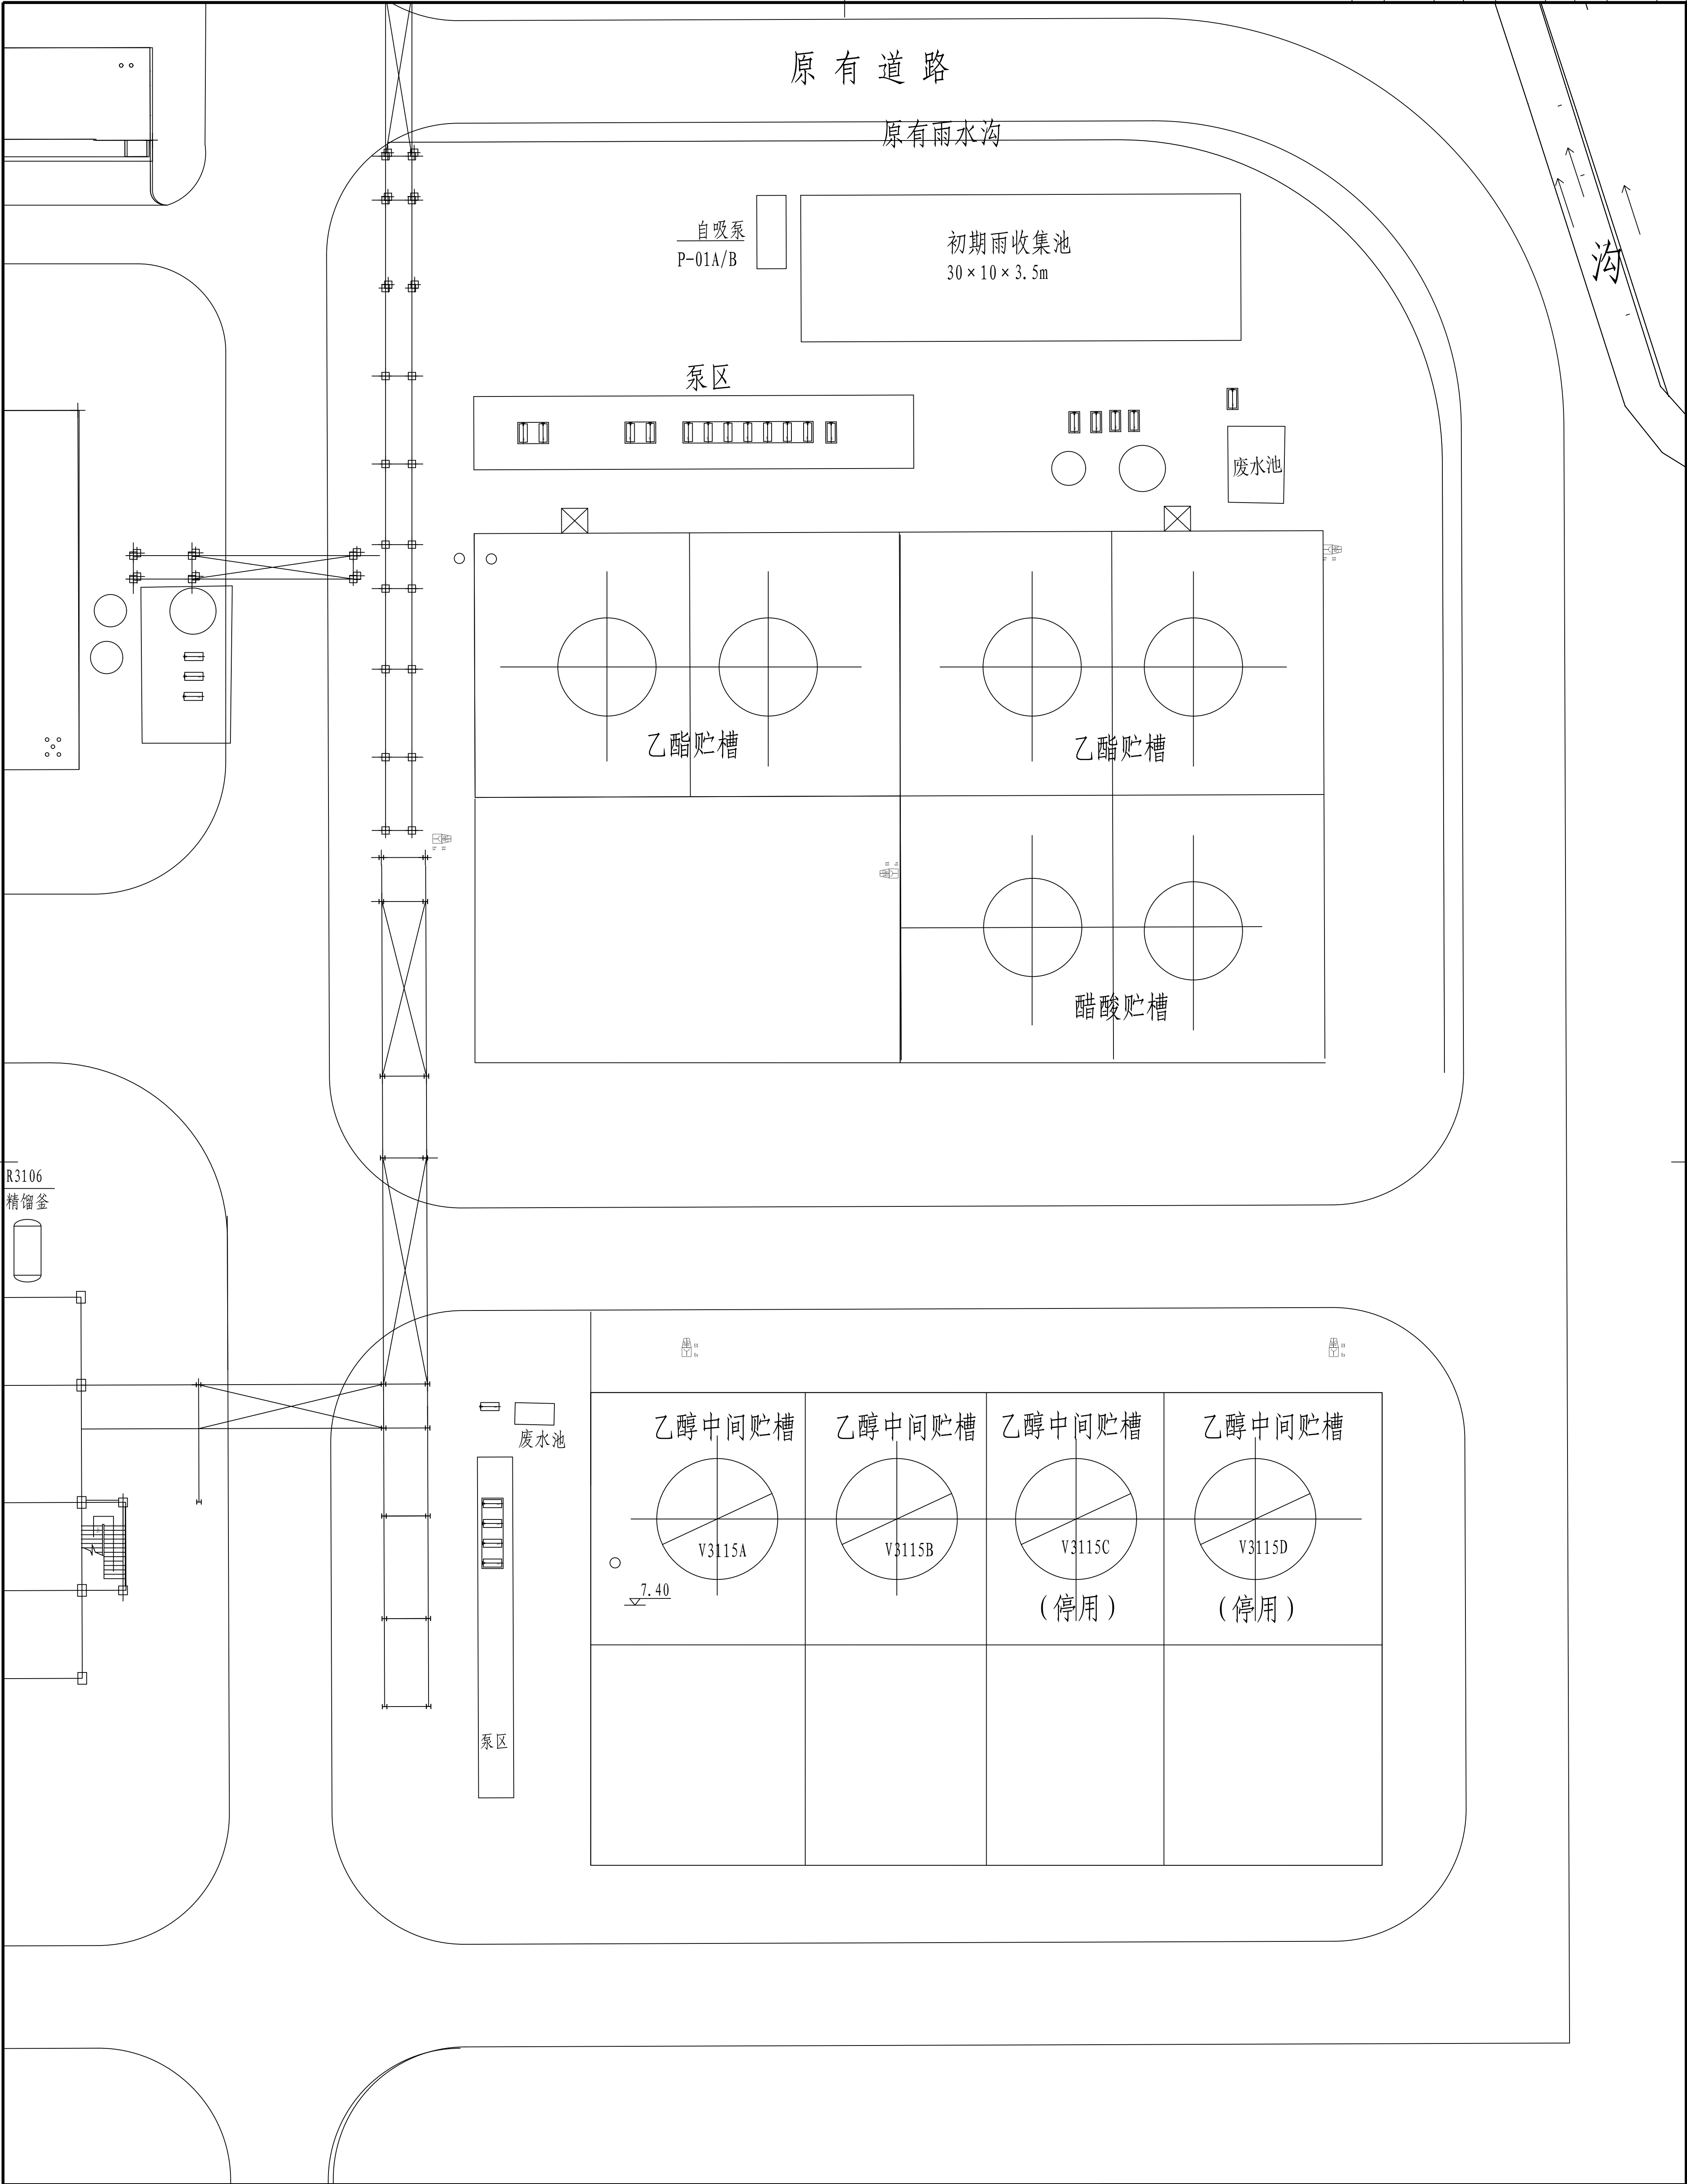 原有道路
原有雨水沟
自吸泵
P-01A/B
初期雨收集池
30×10×3.5m
沟
泵区
废水池
乙酯贮槽
乙酯贮槽
醋酸贮槽
R3106
精馏釜
乙醇中间贮槽
乙醇中间贮槽
乙醇中间贮槽
乙醇中间贮槽
废水池
V3115A
V3115B
V3115C
V3115D
7.40
(停用)
(停用)
泵区